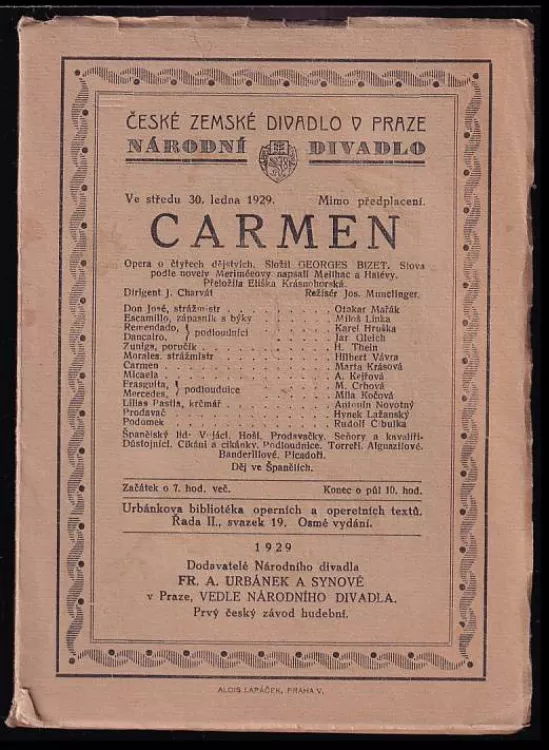 ČESKÉ ZEMSKÉ DIVADLO V PRAZE
NÁRODNÍ DIVADLO
Ve středu 30. ledna 1929. Mimo předplacení.
CARMEN
Opera o čtyřech dějstvích. Složil GEORGES BIZET. Slova
podle novely Meriméeovy napsali Meilhac a Halévy.
Přeložila Eliška Krásnohorská.
Dirigent J. Charvát Režisér Jos. Munclinger.
Don José, strážmistr . . . . . . . Otakar Mařák
Escamillo, zápasník s býky . . . . . . . Miloš Linka
Remendado, } podloudníci . . . . . . . Karel Hruška
Dancairo, . . . . . . . Jar Gleich
Zuniga, poručík . . . . . . . H. Thein
Morales, strážmistr . . . . . . . Hilbert Vávra
Carmen . . . . . . . Marta Krásová
Micaela . . . . . . . A. Kejřová
Frasquita, } podloudnice . . . . . . . M. Crhová
Mercedes, . . . . . . . Míla Kočová
Lilias Pastia, krčmář . . . . . . . Antonín Novotný
Prodavač . . . . . . . Hynek Lažanský
Podomek . . . . . . . Rudolf Cibulka
Španělský lid. Vojáci. Hoši. Prodavačky. Seňory a kavalíři.
Důstojníci. Cikáni a cikánky. Podloudnice. Torreři. Alguazilové.
Banderillové. Picadoři.
Děj ve Španělích.
Začátek o 7. hod. več. Konec o půl 10. hod.
Urbánkova bibliotéka operních a operetních textů.
Řada II., svazek 19. Osmé vydání.
1929
Dodavatelé Národního divadla
FR. A. URBÁNEK A SYNOVÉ
v Praze, VEDLE NÁRODNÍHO DIVADLA.
Prvý český závod hudební.
ALOIS LAPÁČEK, PRAHA V.